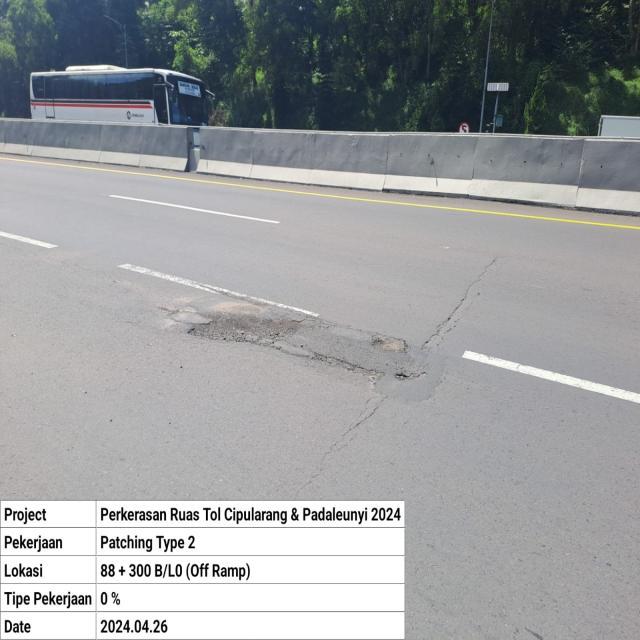 Project Perkerasan Ruas Tol Cipularang & Padaleunyi 2024
Pekerjaan Patching Type 2
Lokasi 88 + 300 B/L0 (Off Ramp)
Tipe Pekerjaan 0 %
Date 2024.04.26